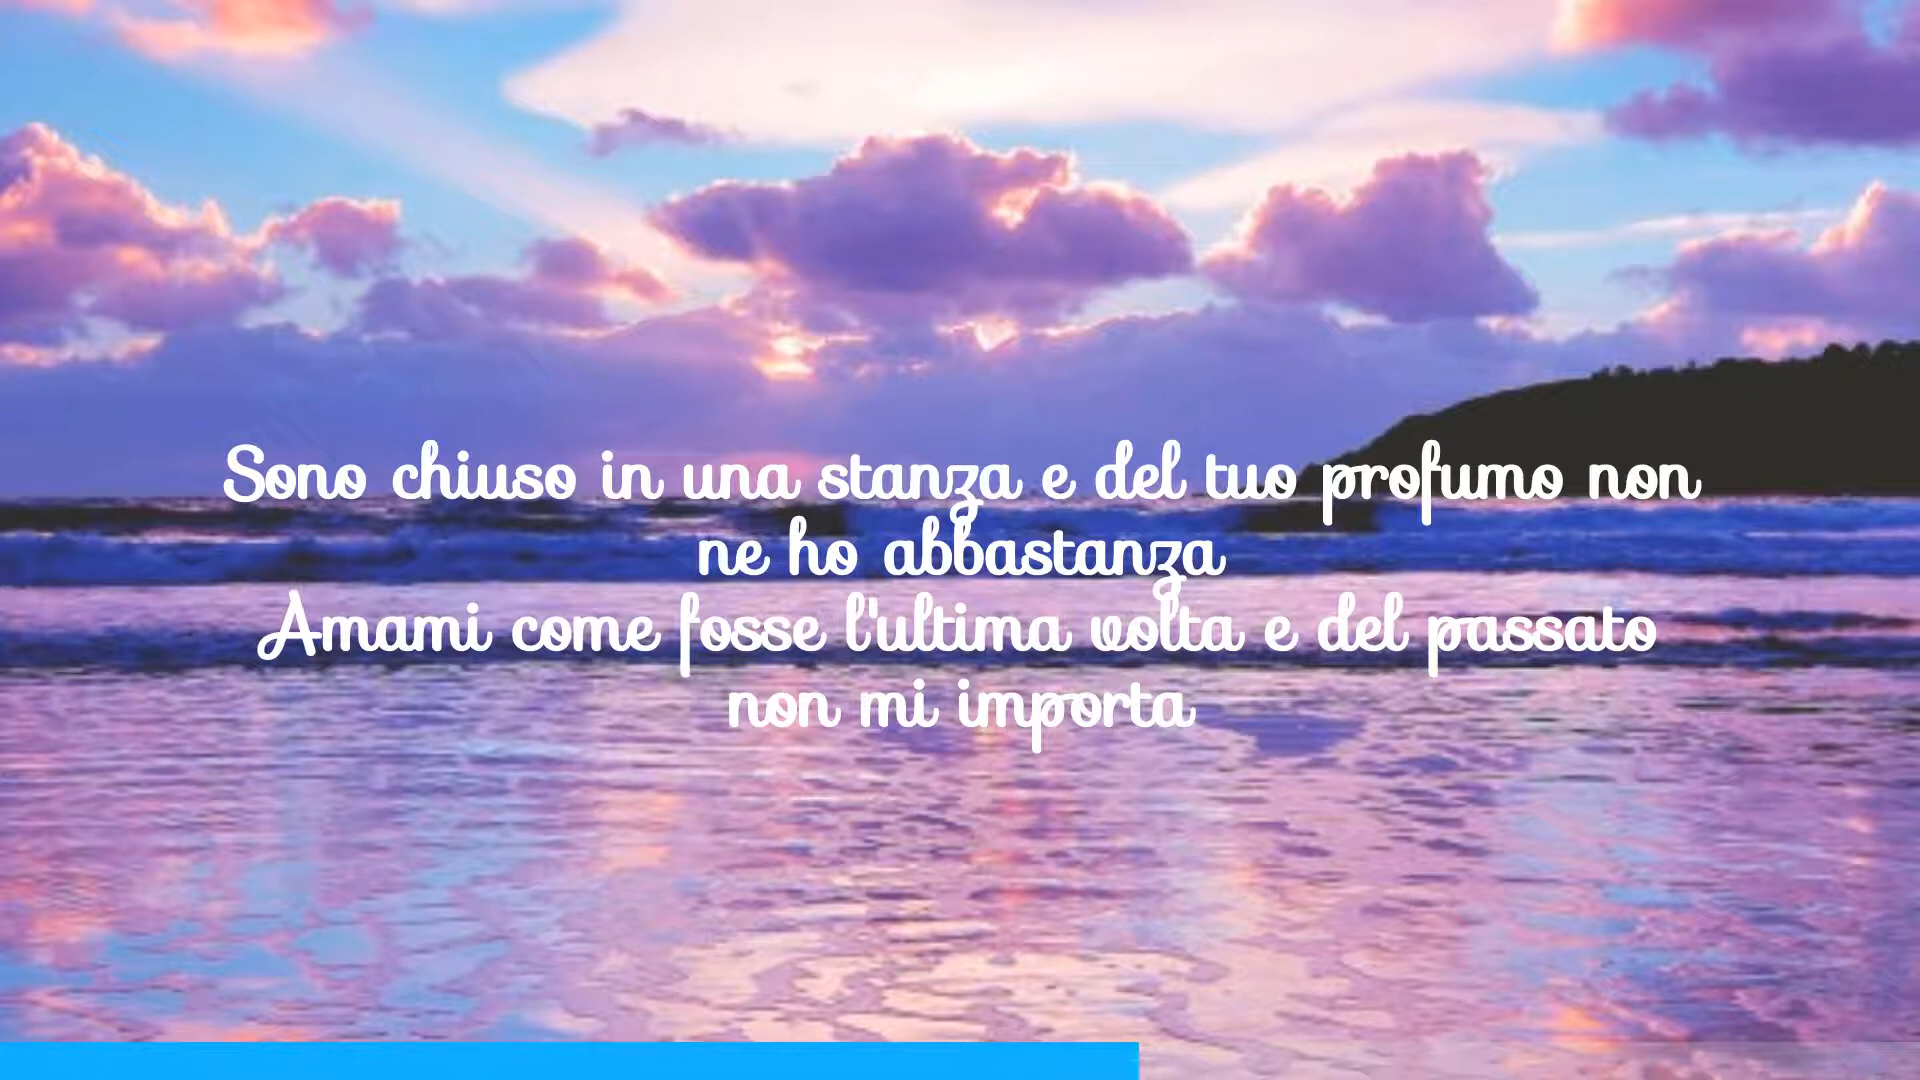 Sono chiuso in una stanza e del tuo profumo non
ne ho abbastanza
Amami come fosse l'ultima volta e del passato
non mi importa